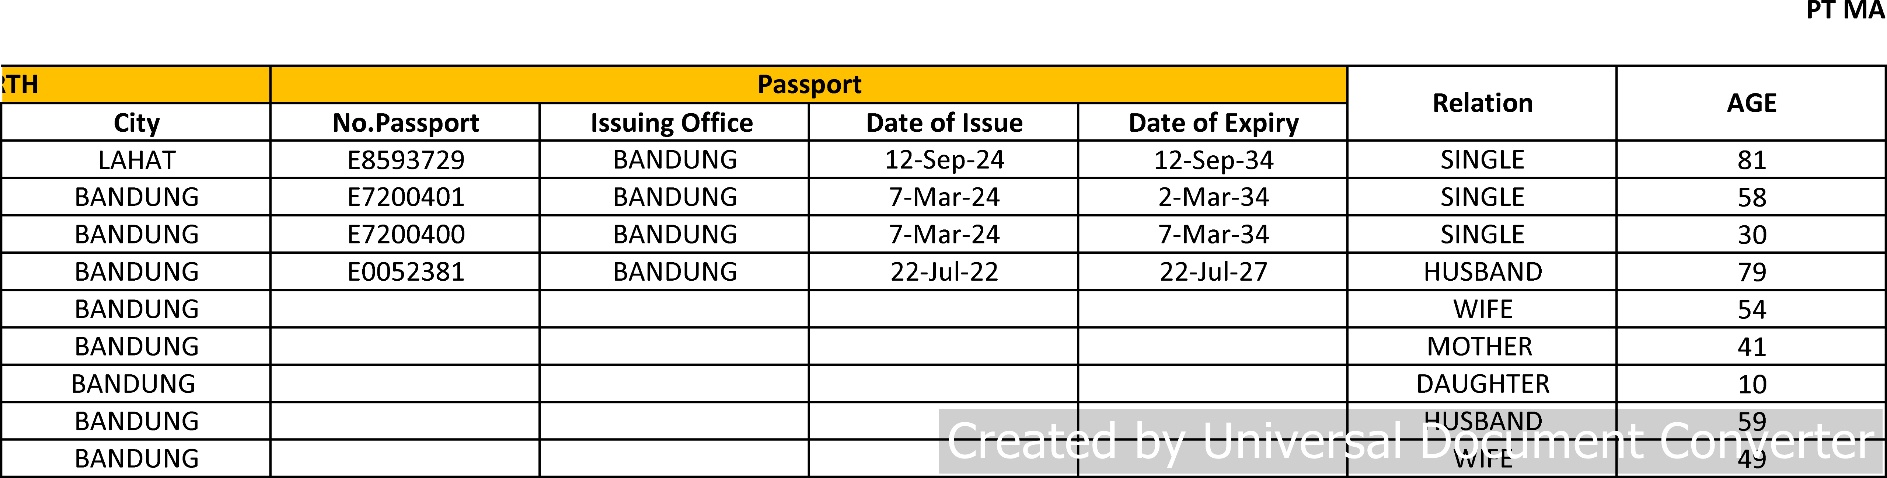 PT MA
RTH Passport Relation AGE
City No.Passport Issuing Office Date of Issue Date of Expiry
LAHAT E8593729 BANDUNG 12-Sep-24 12-Sep-34 SINGLE 81
BANDUNG E7200401 BANDUNG 7-Mar-24 2-Mar-34 SINGLE 58
BANDUNG E7200400 BANDUNG 7-Mar-24 7-Mar-34 SINGLE 30
BANDUNG E0052381 BANDUNG 22-Jul-22 22-Jul-27 HUSBAND 79
BANDUNG WIFE 54
BANDUNG MOTHER 41
BANDUNG DAUGHTER 10
BANDUNG HUSBAND 59
BANDUNG WIFE 49
Created by Universal Document Converter